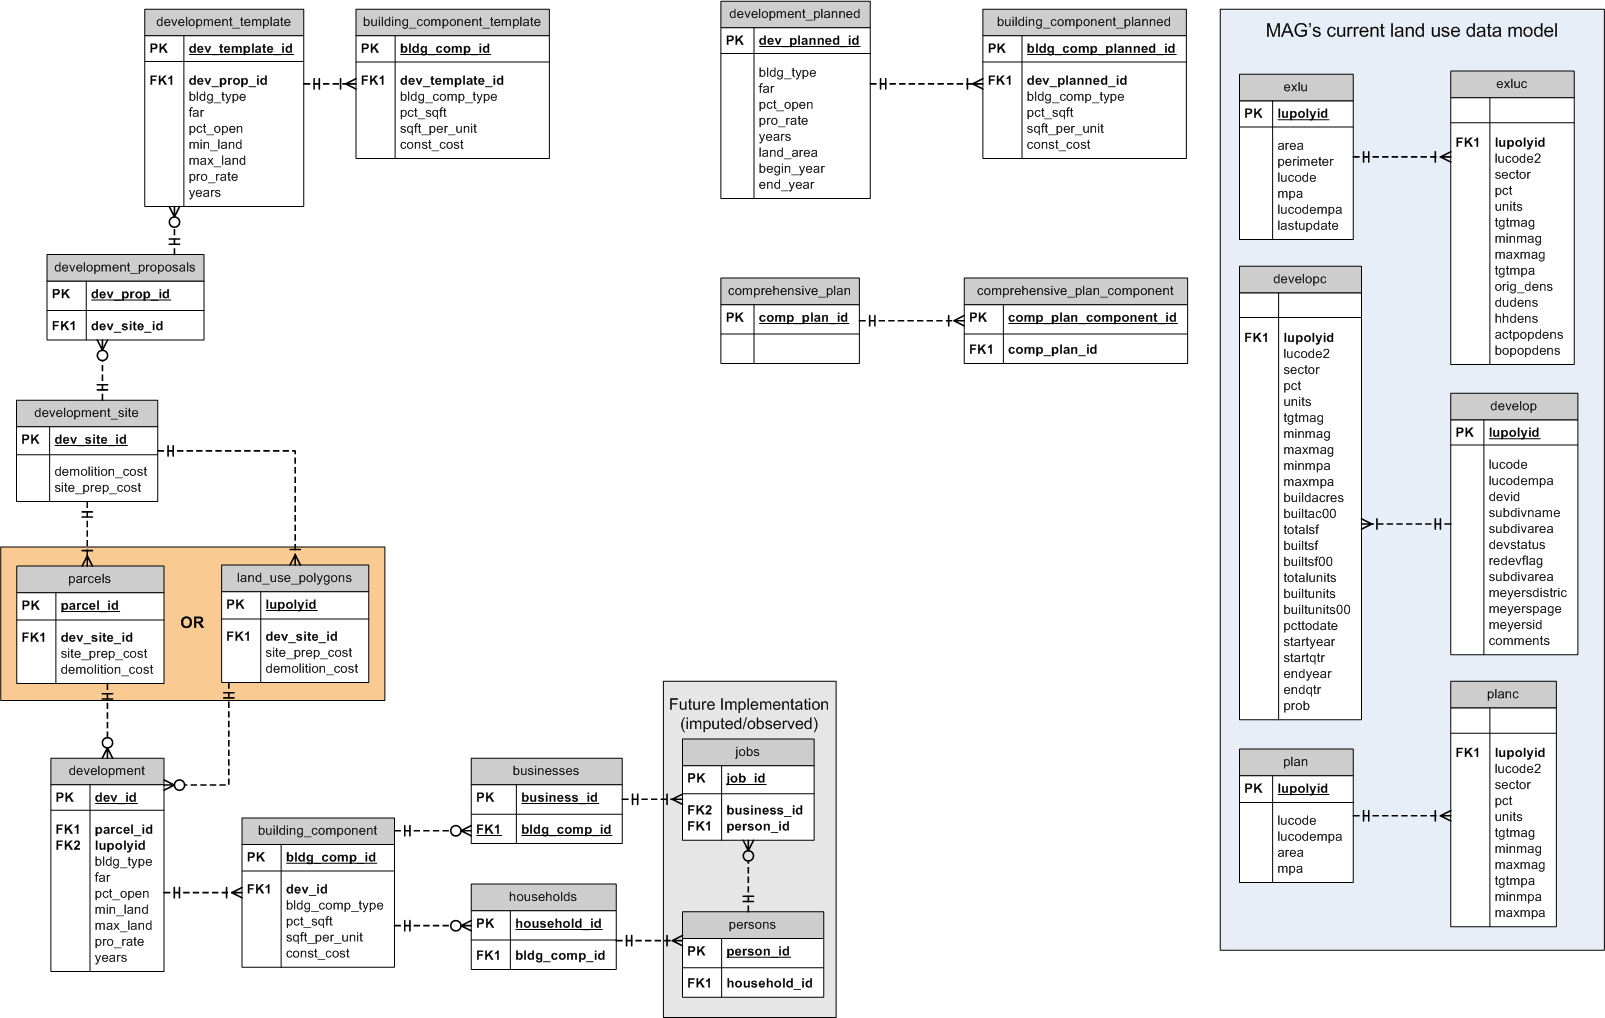 development_template
PK dev_template_id
FK1 dev_prop_id
bldg_type
far
pct_open
min_land
max_land
pro_rate
years
building_component_template
PK bldg_comp_id
FK1 dev_template_id
bldg_comp_type
pct_sqft
sqft_per_unit
const_cost
development_planned
PK dev_planned_id
bldg_type
far
pct_open
pro_rate
years
land_area
begin_year
end_year
building_component_planned
PK bldg_comp_planned_id
FK1 dev_planned_id
bldg_comp_type
pct_sqft
sqft_per_unit
const_cost
development_proposals
PK dev_prop_id
FK1 dev_site_id
comprehensive_plan
PK comp_plan_id
comprehensive_plan_component
PK comp_plan_component_id
FK1 comp_plan_id
development_site
PK dev_site_id
demolition_cost
site_prep_cost
parcels
PK parcel_id
FK1 dev_site_id
site_prep_cost
demolition_cost
OR
land_use_polygons
PK lupolyid
FK1 dev_site_id
site_prep_cost
demolition_cost
development
PK dev_id
FK1 parcel_id
FK2 lupolyid
bldg_type
far
pct_open
min_land
max_land
pro_rate
years
building_component
PK bldg_comp_id
FK1 dev_id
bldg_comp_type
pct_sqft
sqft_per_unit
const_cost
businesses
PK business_id
FK1 bldg_comp_id
households
PK household_id
FK1 bldg_comp_id
Future Implementation
(imputed/observed)
jobs
PK job_id
FK2 business_id
FK1 person_id
persons
PK person_id
FK1 household_id
MAG's current land use data model
exlu
PK lupolyid
area
perimeter
lucode
mpa
lucodempa
lastupdate
exluc
FK1 lupolyid
lucode2
sector
pct
units
tgtmag
minmag
maxmag
tgtmpa
orig_dens
dudens
hhdens
actpopdens
bopopdens
developc
FK1 lupolyid
lucode2
sector
pct
units
tgtmag
minmag
maxmag
minmpa
maxmpa
buildacres
builtac00
totalsf
builtsf
builtsf00
totalunits
builtunits
builtunits00
pcttodate
startyear
startqtr
endyear
endqtr
prob
develop
PK lupolyid
lucode
lucodempa
devid
subdivname
subdivarea
devstatus
redevflag
subdivarea
meyersdistric
meyerspage
meyersid
comments
plan
PK lupolyid
lucode
lucodempa
area
mpa
planc
FK1 lupolyid
lucode2
sector
pct
units
tgtmag
minmag
maxmag
tgtmpa
minmpa
maxmpa